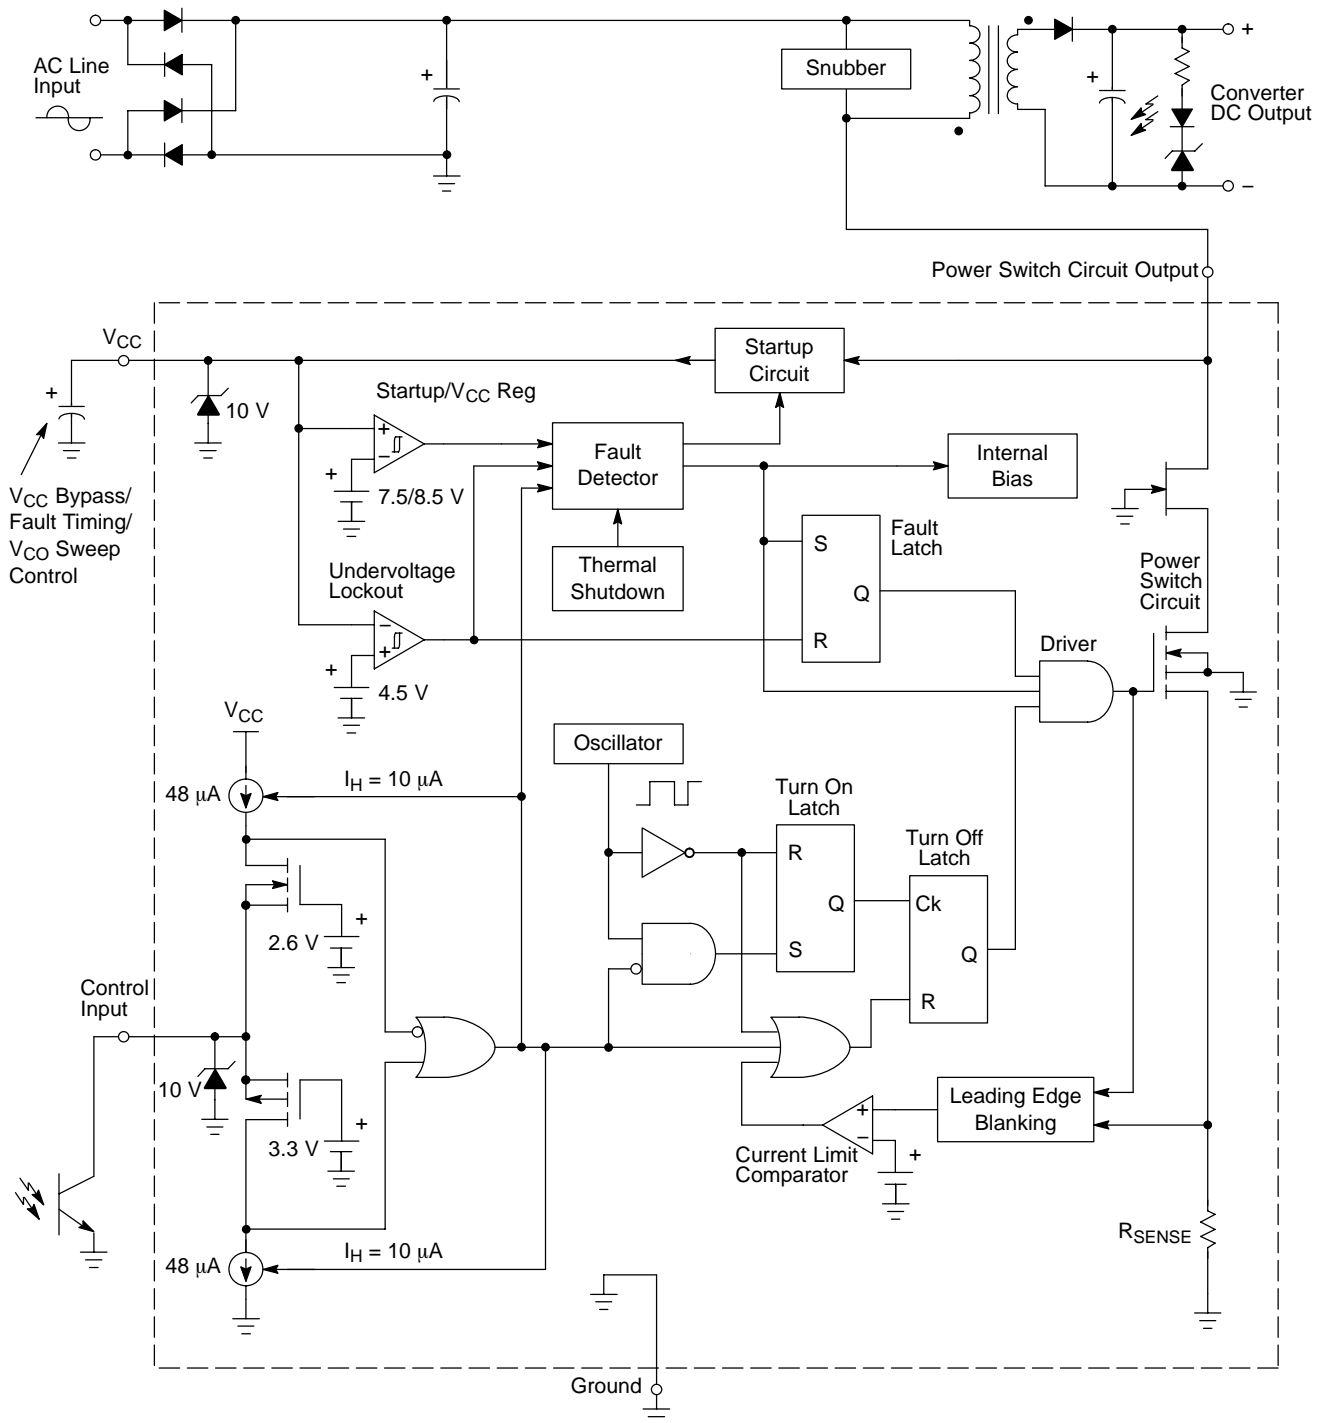 AC Line
Input
Snubber
+
+
+
Converter
DC Output
−
Power Switch Circuit Output
VCC
Startup
Circuit
+
Startup/VCC Reg
10 V
+
−
Fault
Detector
Internal
Bias
+
7.5/8.5 V
VCC Bypass/
Fault Timing/
VCO Sweep
Control
Fault
Latch
S
Q
R
Thermal
Shutdown
Undervoltage
Lockout
Power
Switch
Circuit
−
+
+
4.5 V
Driver
VCC
Oscillator
48 μA
IH = 10 μA
Turn On
Latch
R
Q
S
Turn Off
Latch
Ck
Q
R
+
2.6 V
Control
Input
10 V
+
3.3 V
Leading Edge
Blanking
+
−
+
Current Limit
Comparator
RSENSE
48 μA
IH = 10 μA
Ground